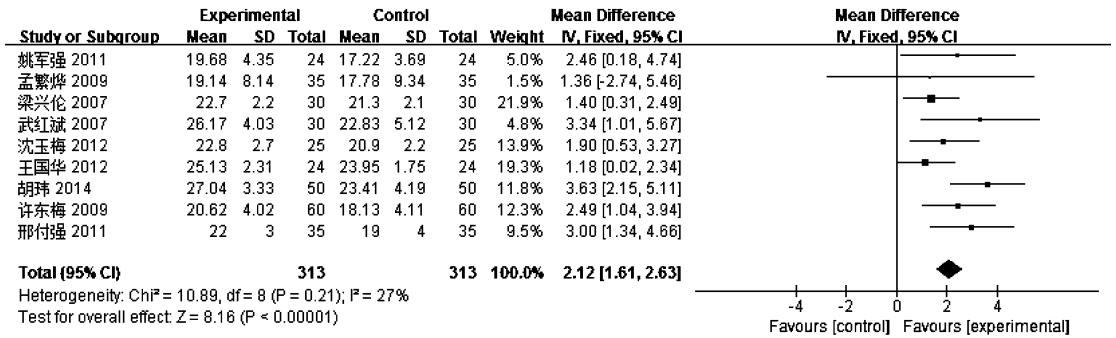 Experimental Control Mean Difference Mean Difference
Study or Subgroup Mean SD Total Mean SD Total Weight IV, Fixed, 95% CI IV, Fixed, 95% CI
姚军强 2011 19.68 4.35 24 17.22 3.69 24 5.0% 2.46 [0.18, 4.74]
孟繁烨 2009 19.14 8.14 35 17.78 9.34 35 1.5% 1.36 [-2.74, 5.46]
梁兴伦 2007 22.7 2.2 30 21.3 2.1 30 21.9% 1.40 [0.31, 2.49]
武红斌 2007 26.17 4.03 30 22.83 5.12 30 4.8% 3.34 [1.01, 5.67]
沈玉梅 2012 22.8 2.7 25 20.9 2.2 25 13.9% 1.90 [0.53, 3.27]
王国华 2012 25.13 2.31 24 23.95 1.75 24 19.3% 1.18 [0.02, 2.34]
胡玮 2014 27.04 3.33 50 23.41 4.19 50 11.8% 3.63 [2.15, 5.11]
许东梅 2009 20.62 4.02 60 18.13 4.11 60 12.3% 2.49 [1.04, 3.94]
邢付强 2011 22 3 35 19 4 35 9.5% 3.00 [1.34, 4.66]
Total (95% CI) 313 313 100.0% 2.12 [1.61, 2.63]
Heterogeneity: Chi² = 10.89, df = 8 (P = 0.21); I² = 27%
Test for overall effect: Z = 8.16 (P < 0.00001)
-4 -2 0 2 4
Favours [control] Favours [experimental]